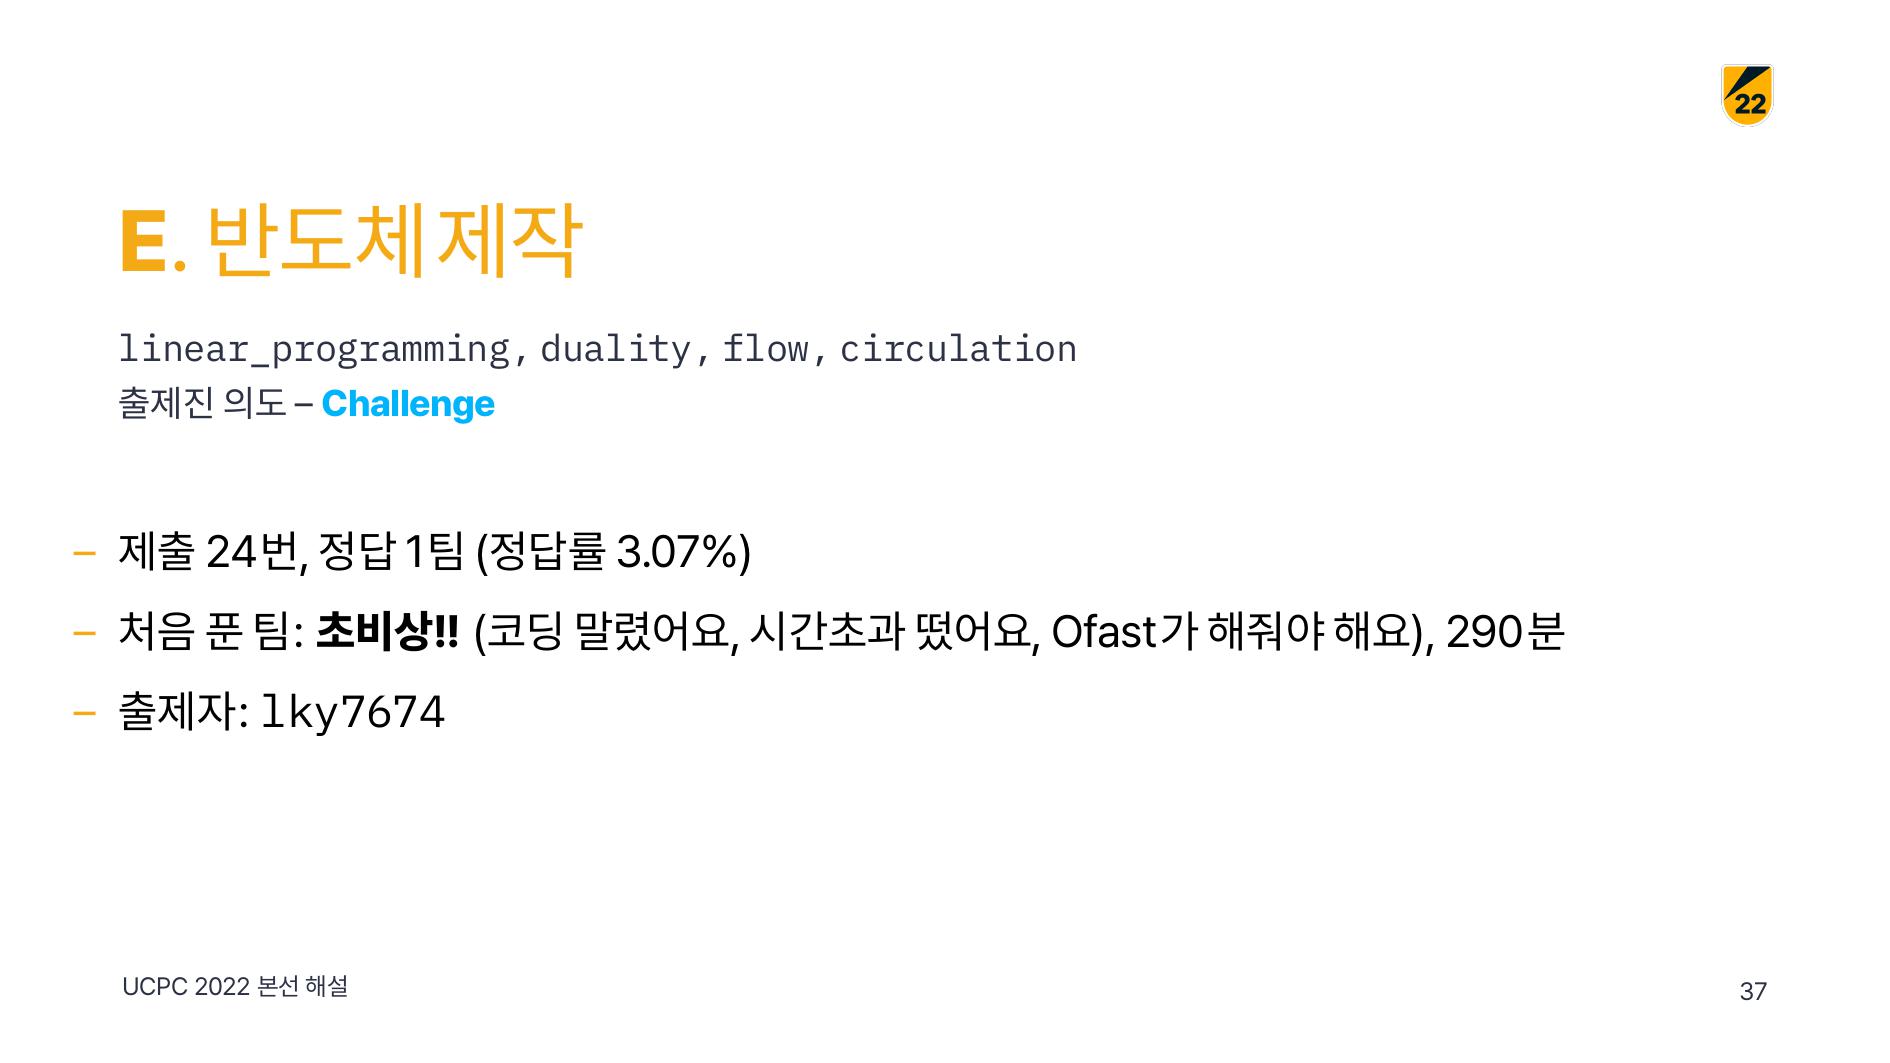 22
E. 반도체 제작
linear_programming, duality, flow, circulation
출제진 의도 – Challenge
– 제출 24번, 정답 1팀 (정답률 3.07%)
– 처음 푼 팀: 초비상!! (코딩 말렸어요, 시간초과 떴어요, Ofast가 해줘야 해요), 290분
– 출제자: lky7674
UCPC 2022 본선 해설
37